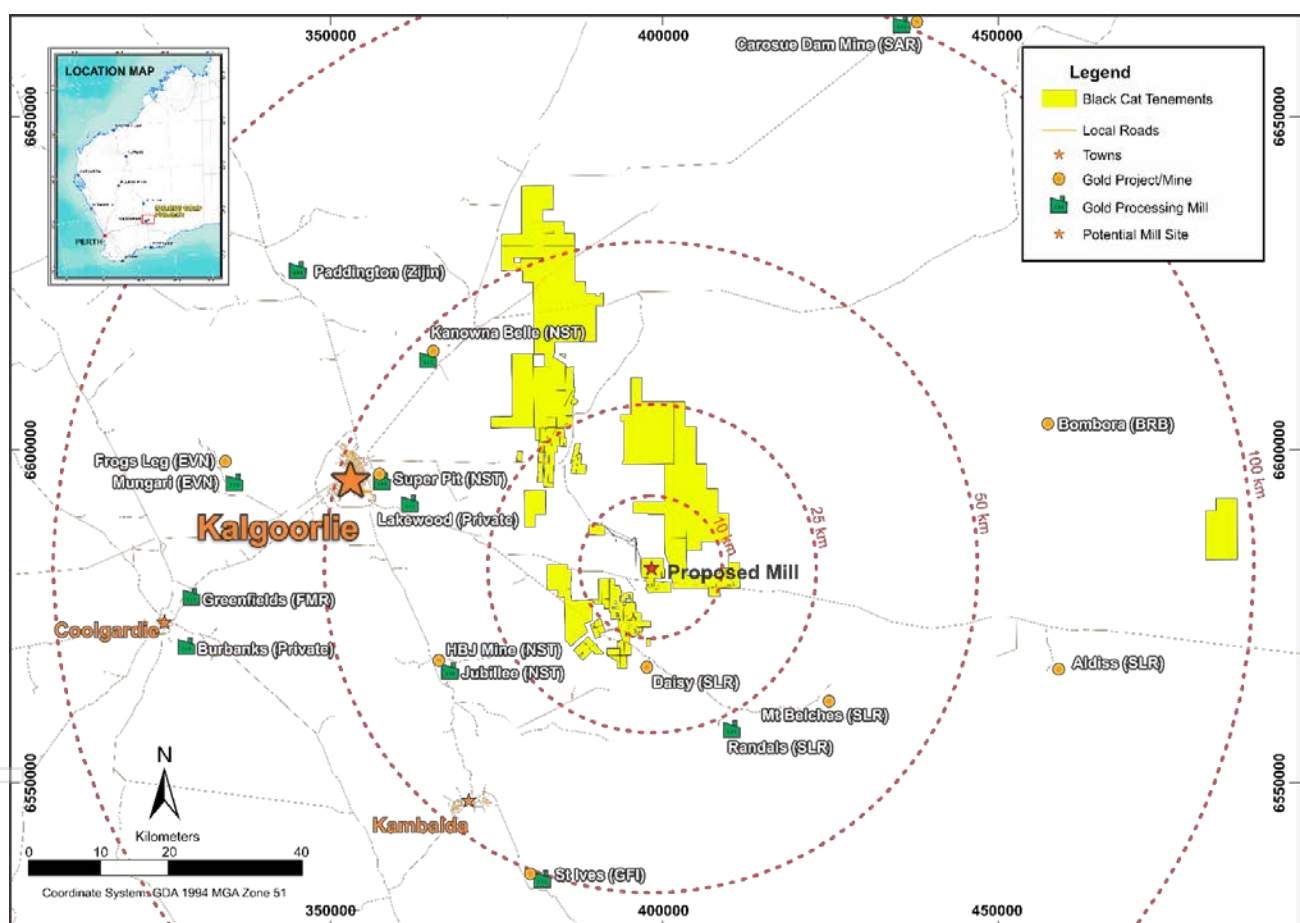 350000
400000
450000
Carosue Dam Mine (SAR)
LOCATION MAP
PERTH
Legend
Black Cat Tenements
Local Roads
Towns
Gold Project/Mine
Gold Processing Mill
Potential Mill Site
6650000
6650000
Paddington (Zijin)
Kanowna Belle (NST)
Bombora (BRB)
6600000
6600000
Frogs Leg (EVN)
Mungari (EVN)
Super Pit (NST)
Lakewood (Private)
Kalgoorlie
10 km
25 km
50 km
100 km
Proposed Mill
Greenfields (FMR)
Coolgardie
Burbanks (Private)
HBJ Mine (NST)
Jubillee (NST)
Daisy (SLR)
Aldiss (SLR)
Mt Belches (SLR)
Randals (SLR)
N
Kilometers
0 10 20 40
Coordinate System: GDA 1994 MGA Zone 51
Kambalda
St Ives (GFI)
6550000
6550000
350000
400000
450000